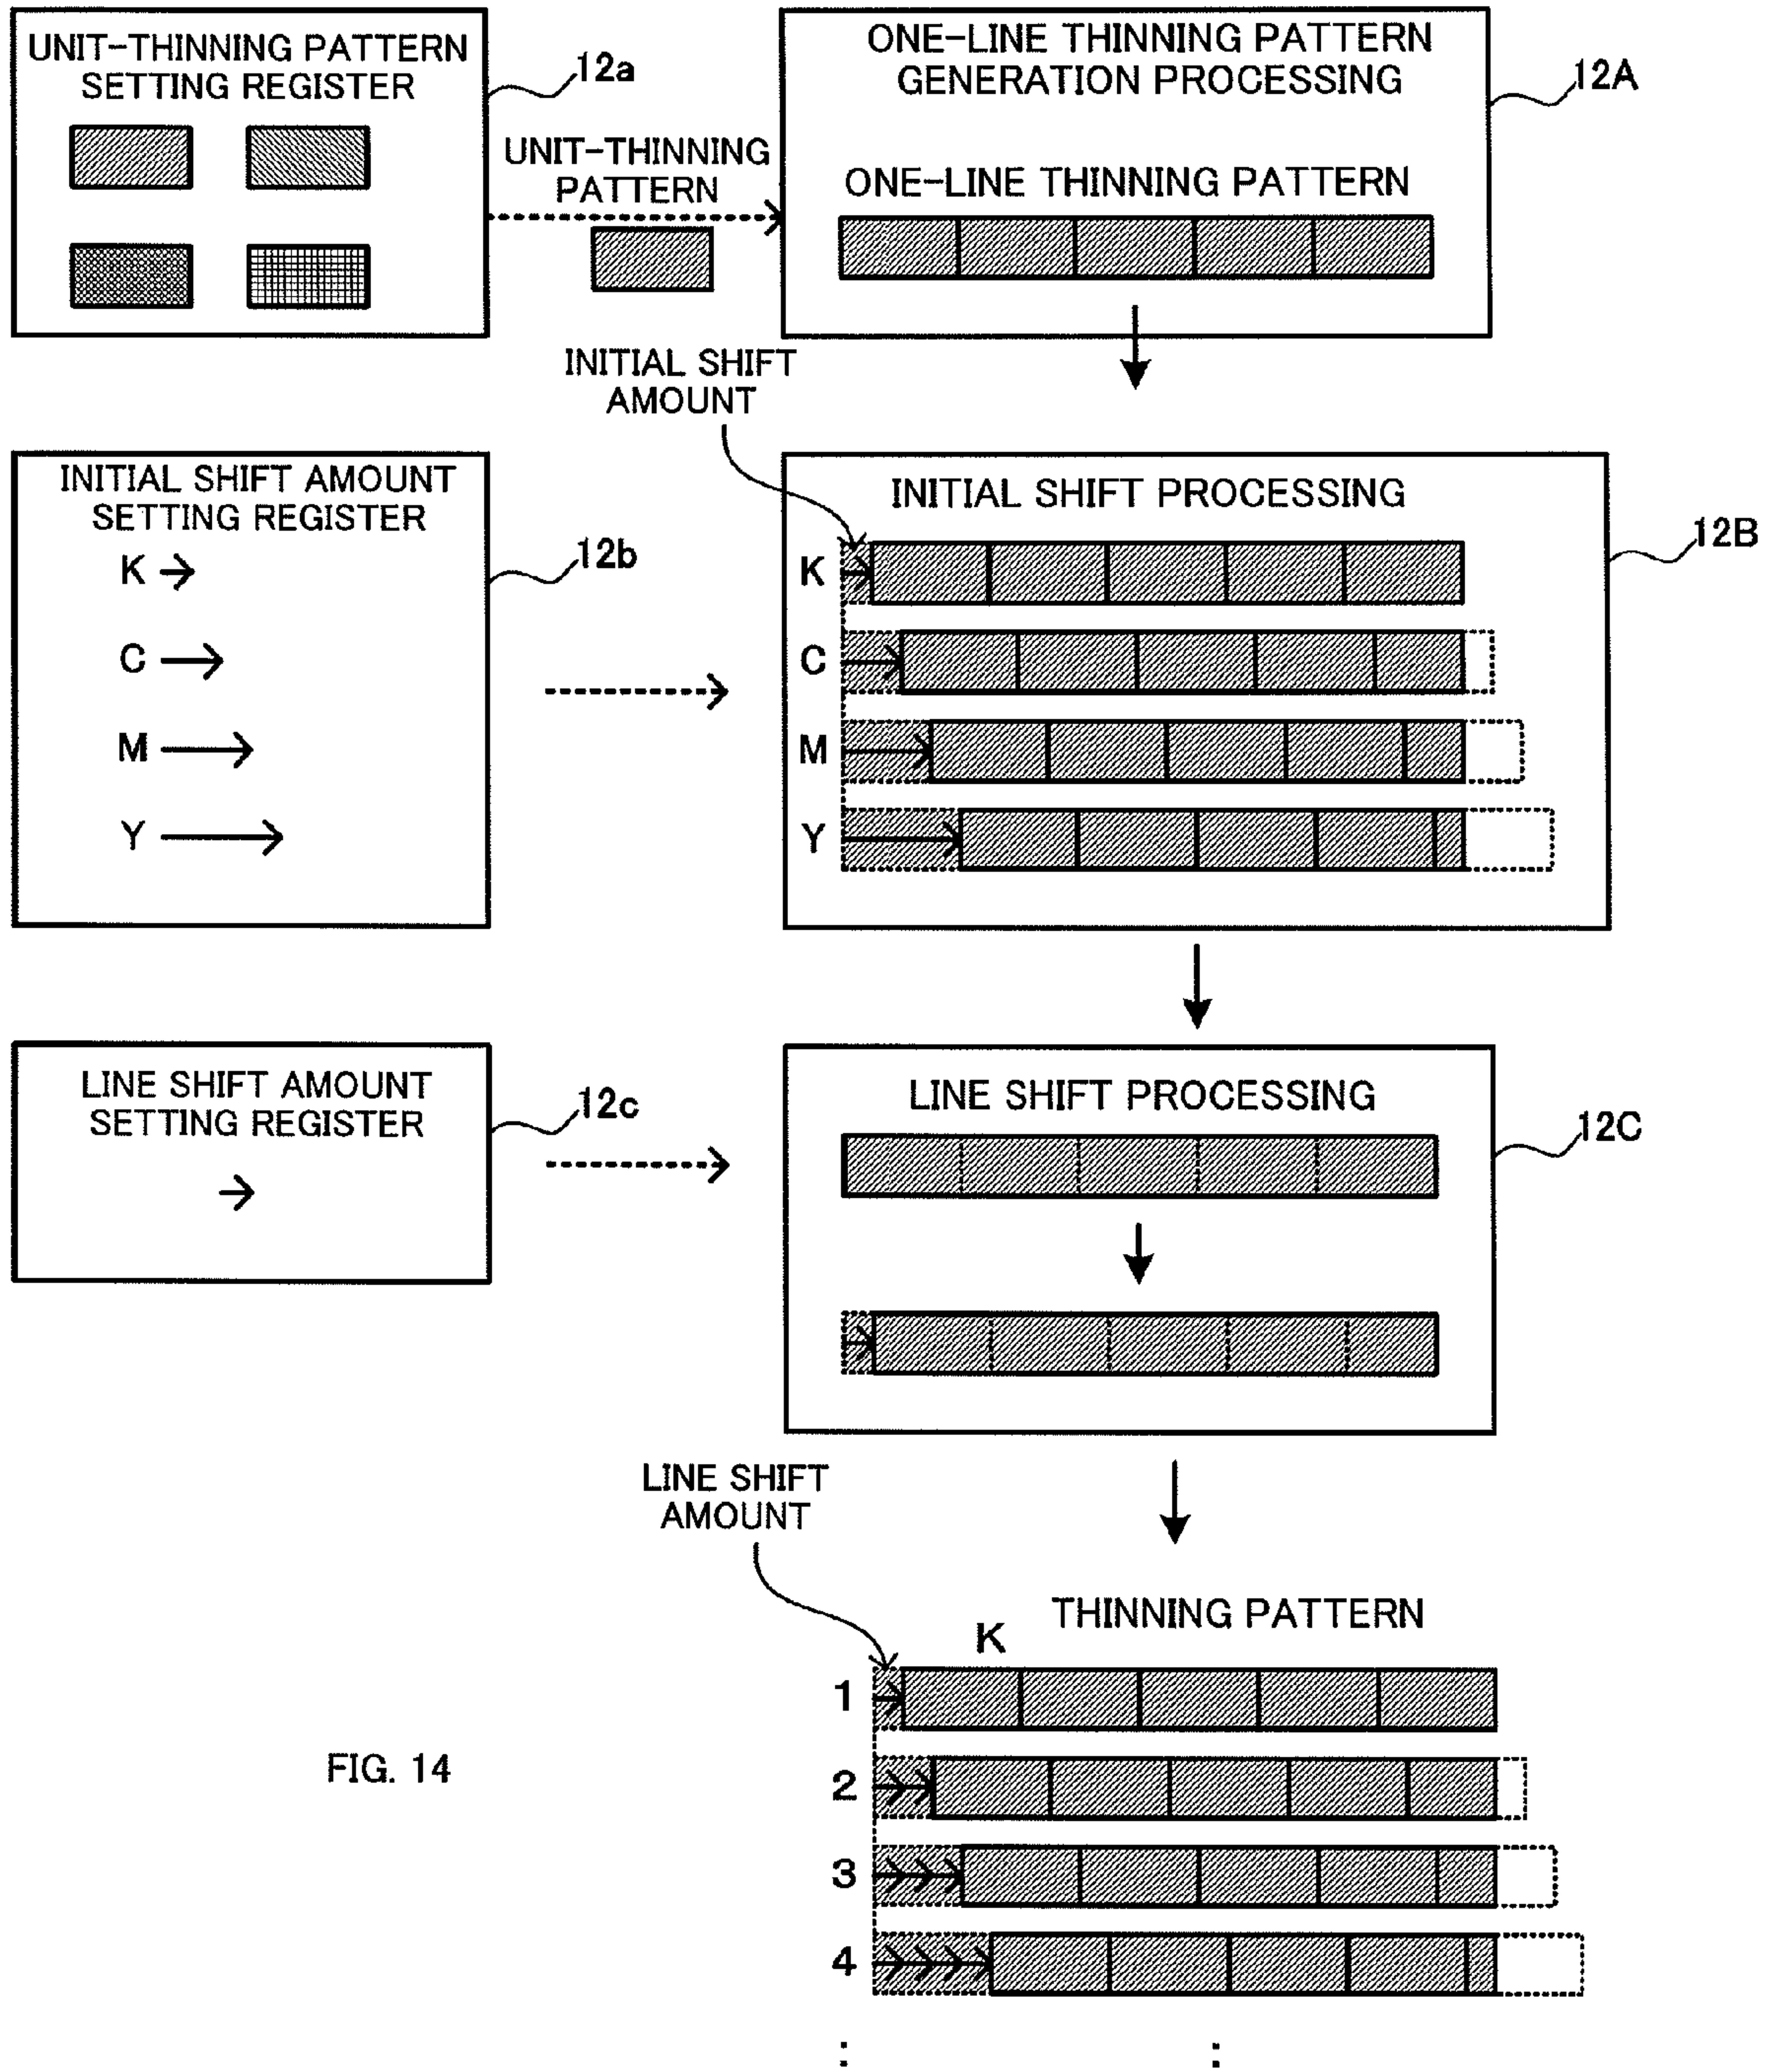 UNIT-THINNING PATTERN
SETTING REGISTER
12a
UNIT-THINNING
PATTERN
ONE-LINE THINNING PATTERN
GENERATION PROCESSING
ONE-LINE THINNING PATTERN
12A
INITIAL SHIFT
AMOUNT
INITIAL SHIFT AMOUNT
SETTING REGISTER
K
C
M
Y
12b
INITIAL SHIFT PROCESSING
K
C
M
Y
12B
LINE SHIFT AMOUNT
SETTING REGISTER
12c
LINE SHIFT PROCESSING
12C
LINE SHIFT
AMOUNT
THINNING PATTERN
K
1
2
3
4
FIG. 14